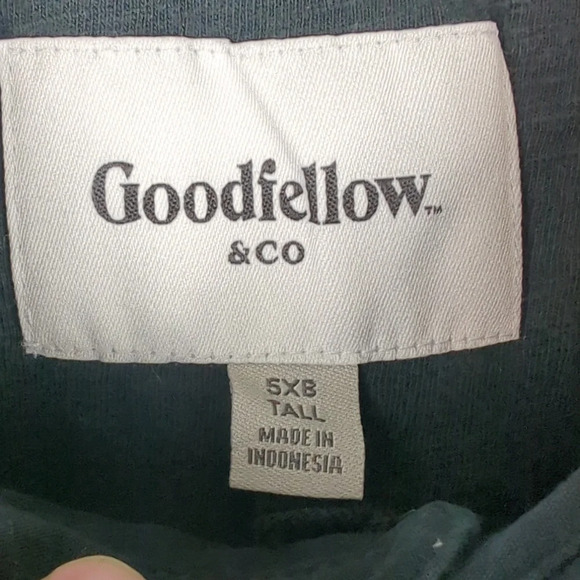 Goodfellow™
& CO
5XB
TALL
MADE IN
INDONESIA